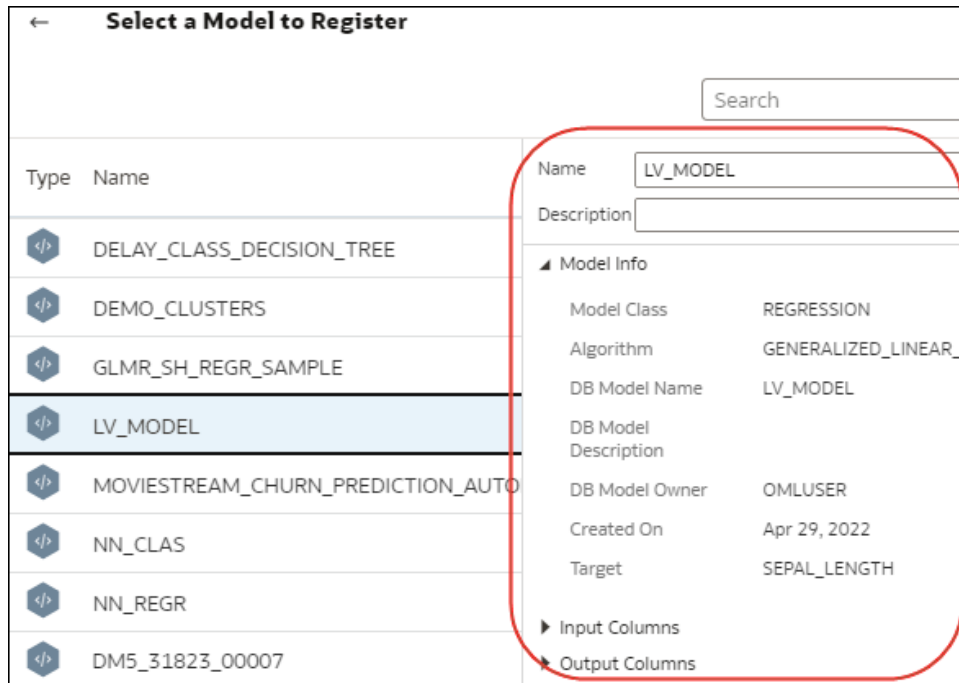 ← Select a Model to Register
Search
Type Name
DELAY_CLASS_DECISION_TREE
DEMO_CLUSTERS
GLMR_SH_REGR_SAMPLE
LV_MODEL
MOVIESTREAM_CHURN_PREDICTION_AUTO
NN_CLAS
NN_REGR
DM5_31823_00007
Name LV_MODEL
Description
Model Info
Model Class REGRESSION
Algorithm GENERALIZED_LINEAR_
DB Model Name LV_MODEL
DB Model
Description
DB Model Owner OMLUSER
Created On Apr 29, 2022
Target SEPAL_LENGTH
Input Columns
Output Columns